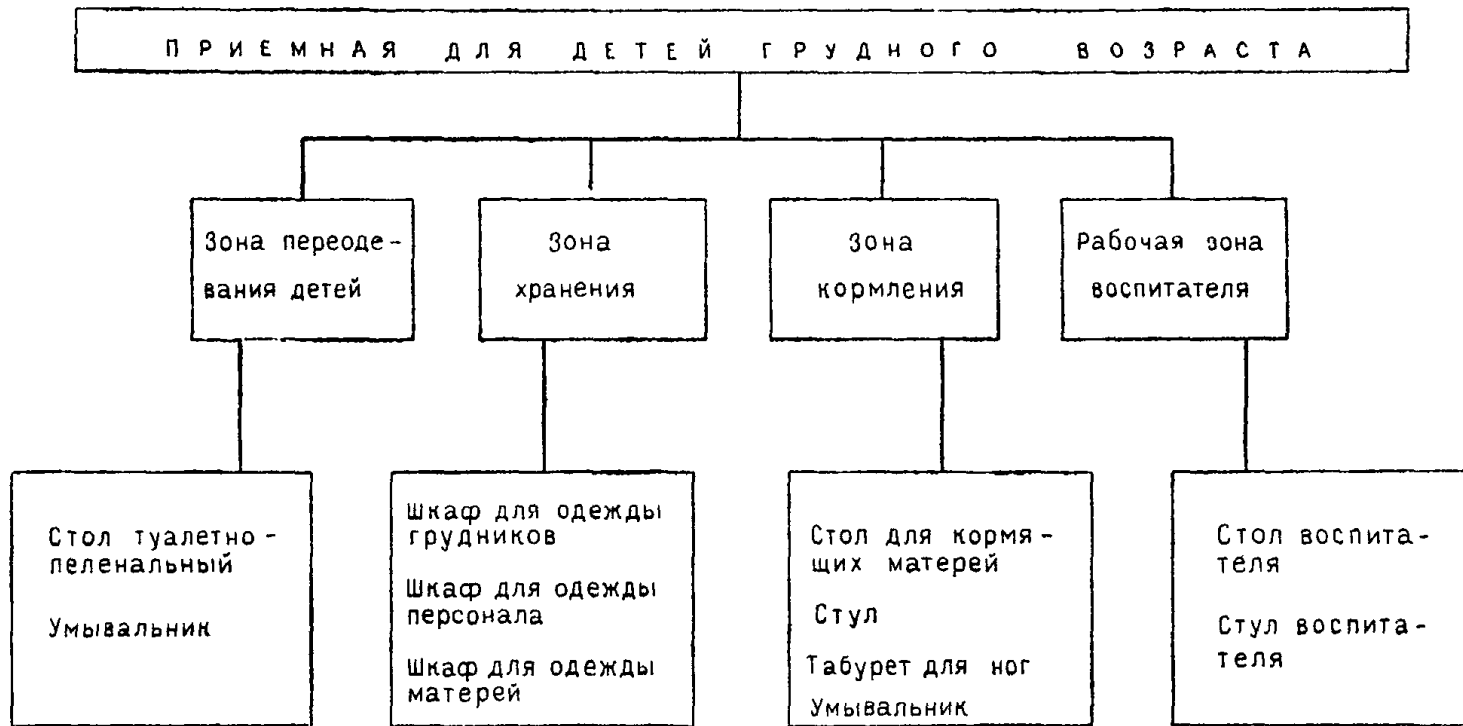 ПРИЕМНАЯ ДЛЯ ДЕТЕЙ ГРУДНОГО ВОЗРАСТА
Зона переоде-
вания детей
Зона
хранения
Зона
кормления
Рабочая зона
воспитателя
Стол туалетно-
пеленальный
Умывальник
Шкаф для одежды
грудников
Шкаф для одежды
персонала
Шкаф для одежды
матерей
Стол для кормя-
щих матерей
Стул
Табурет для ног
Умывальник
Стол воспита-
теля
Стул воспита-
теля